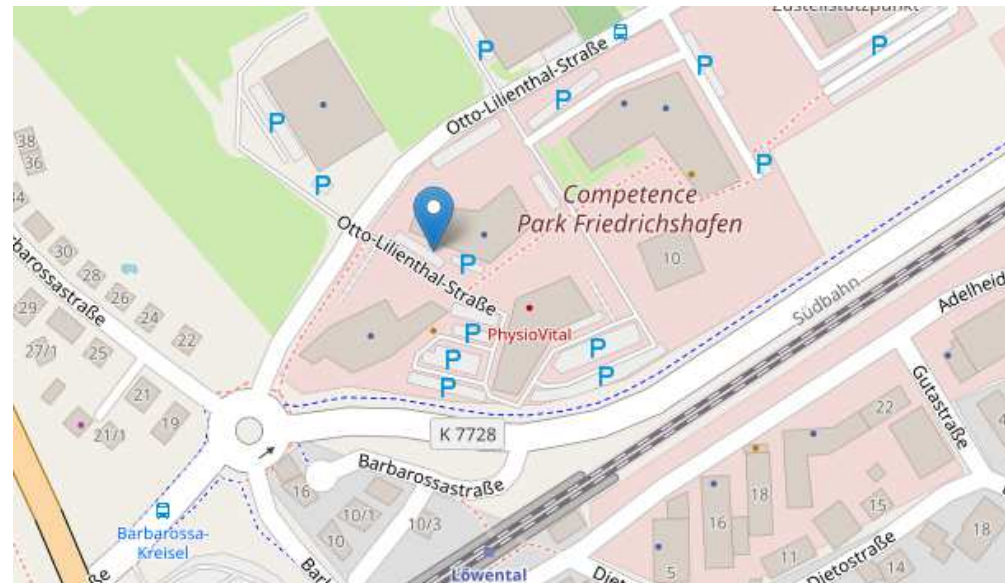 Zustellstützpunkt
P
P
P
P
P
P
P
P
Otto-Lilienthal-Straße
Competence
Park Friedrichshafen
Otto-Lilienthal-Straße
P
10
PhysioVital
P
P
P
P
P
38
36
30
28
26
24
22
29
27/1
25
21
21/1
19
Südbahn
Adelheid
Gutastraße
K 7728
Barbarossastraße
16
10/1
10
10/3
Barbarossa-
Kreisel
Löwental
22
18
16
15
11
5
14
18
Dietostraße